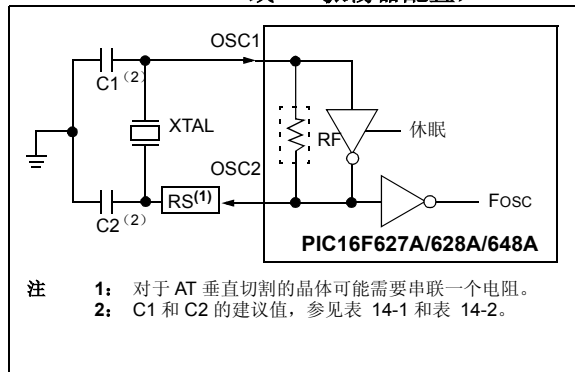 OSC1
C1(2)
XTAL
RF
休眠
OSC2
RS(1)
C2(2)
FOSC
PIC16F627A/628A/648A
注 1: 对于 AT 垂直切割的晶体可能需要串联一个电阻。
2: C1 和 C2 的建议值,参见表 14-1 和表 14-2。